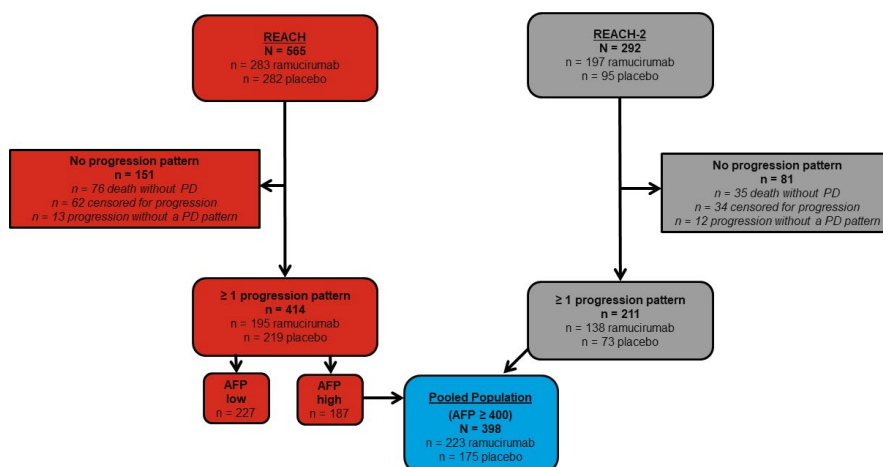 REACH
N = 565
n = 283 ramucirumab
n = 282 placebo
REACH-2
N = 292
n = 197 ramucirumab
n = 95 placebo
No progression pattern
n = 151
n = 76 death without PD
n = 62 censored for progression
n = 13 progression without a PD pattern
No progression pattern
n = 81
n = 35 death without PD
n = 34 censored for progression
n = 12 progression without a PD pattern
≥ 1 progression pattern
n = 414
n = 195 ramucirumab
n = 219 placebo
≥ 1 progression pattern
n = 211
n = 138 ramucirumab
n = 73 placebo
AFP
low
n = 227
AFP
high
n = 187
Pooled Population
(AFP ≥ 400)
N = 398
n = 223 ramucirumab
n = 175 placebo